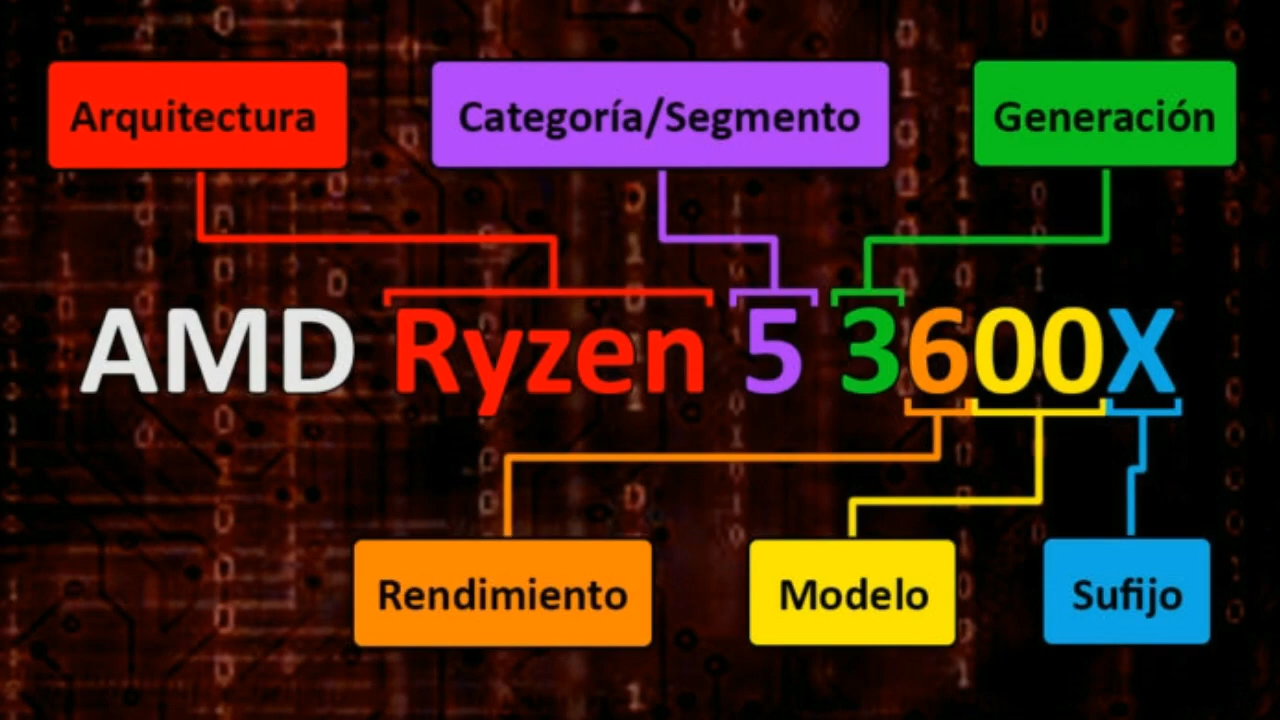 Arquitectura
Categoría/Segmento
Generación
AMD Ryzen 5 3600X
Rendimiento
Modelo
Sufijo